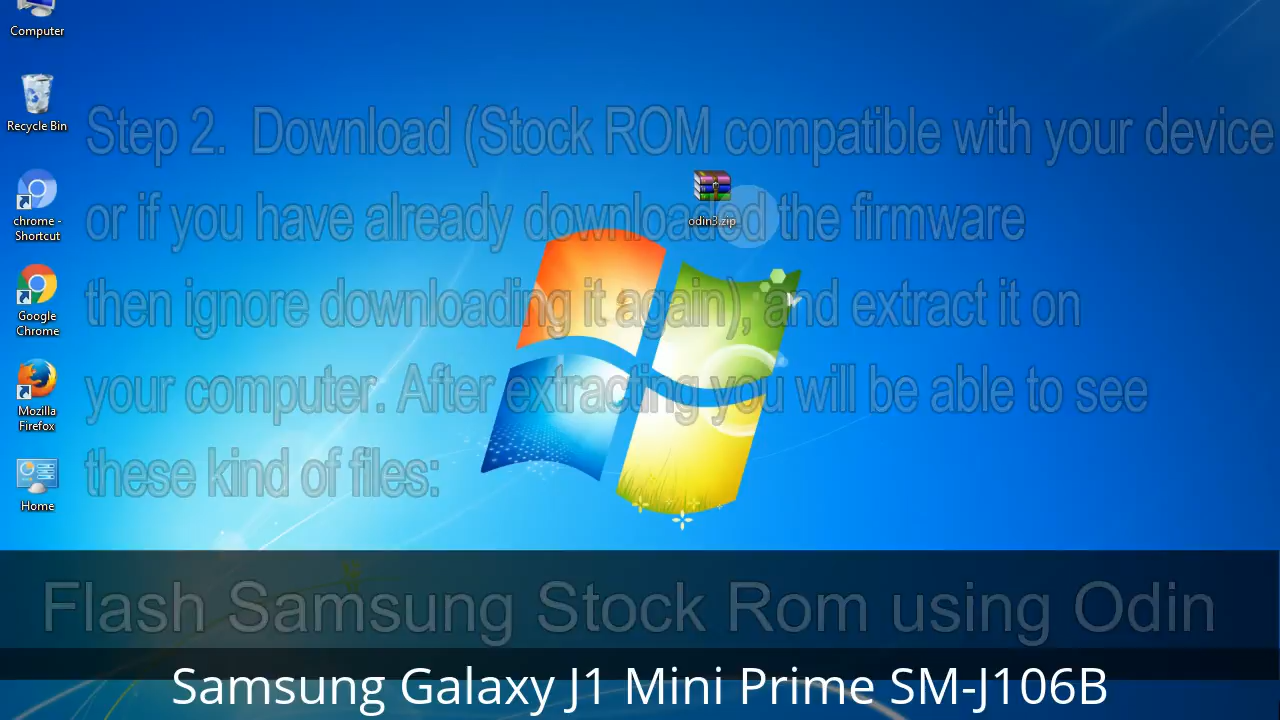 Computer
Recycle Bin
chrome -
Shortcut
Google
Chrome
Mozilla
Firefox
Home
odin3.zip
Step 2. Download (Stock ROM compatible with your device
or if you have already downloaded the firmware
then ignore downloading it again), and extract it on
your computer. After extracting you will be able to see
these kind of files:
Flash Samsung Stock Rom using Odin
Samsung Galaxy J1 Mini Prime SM-J106B